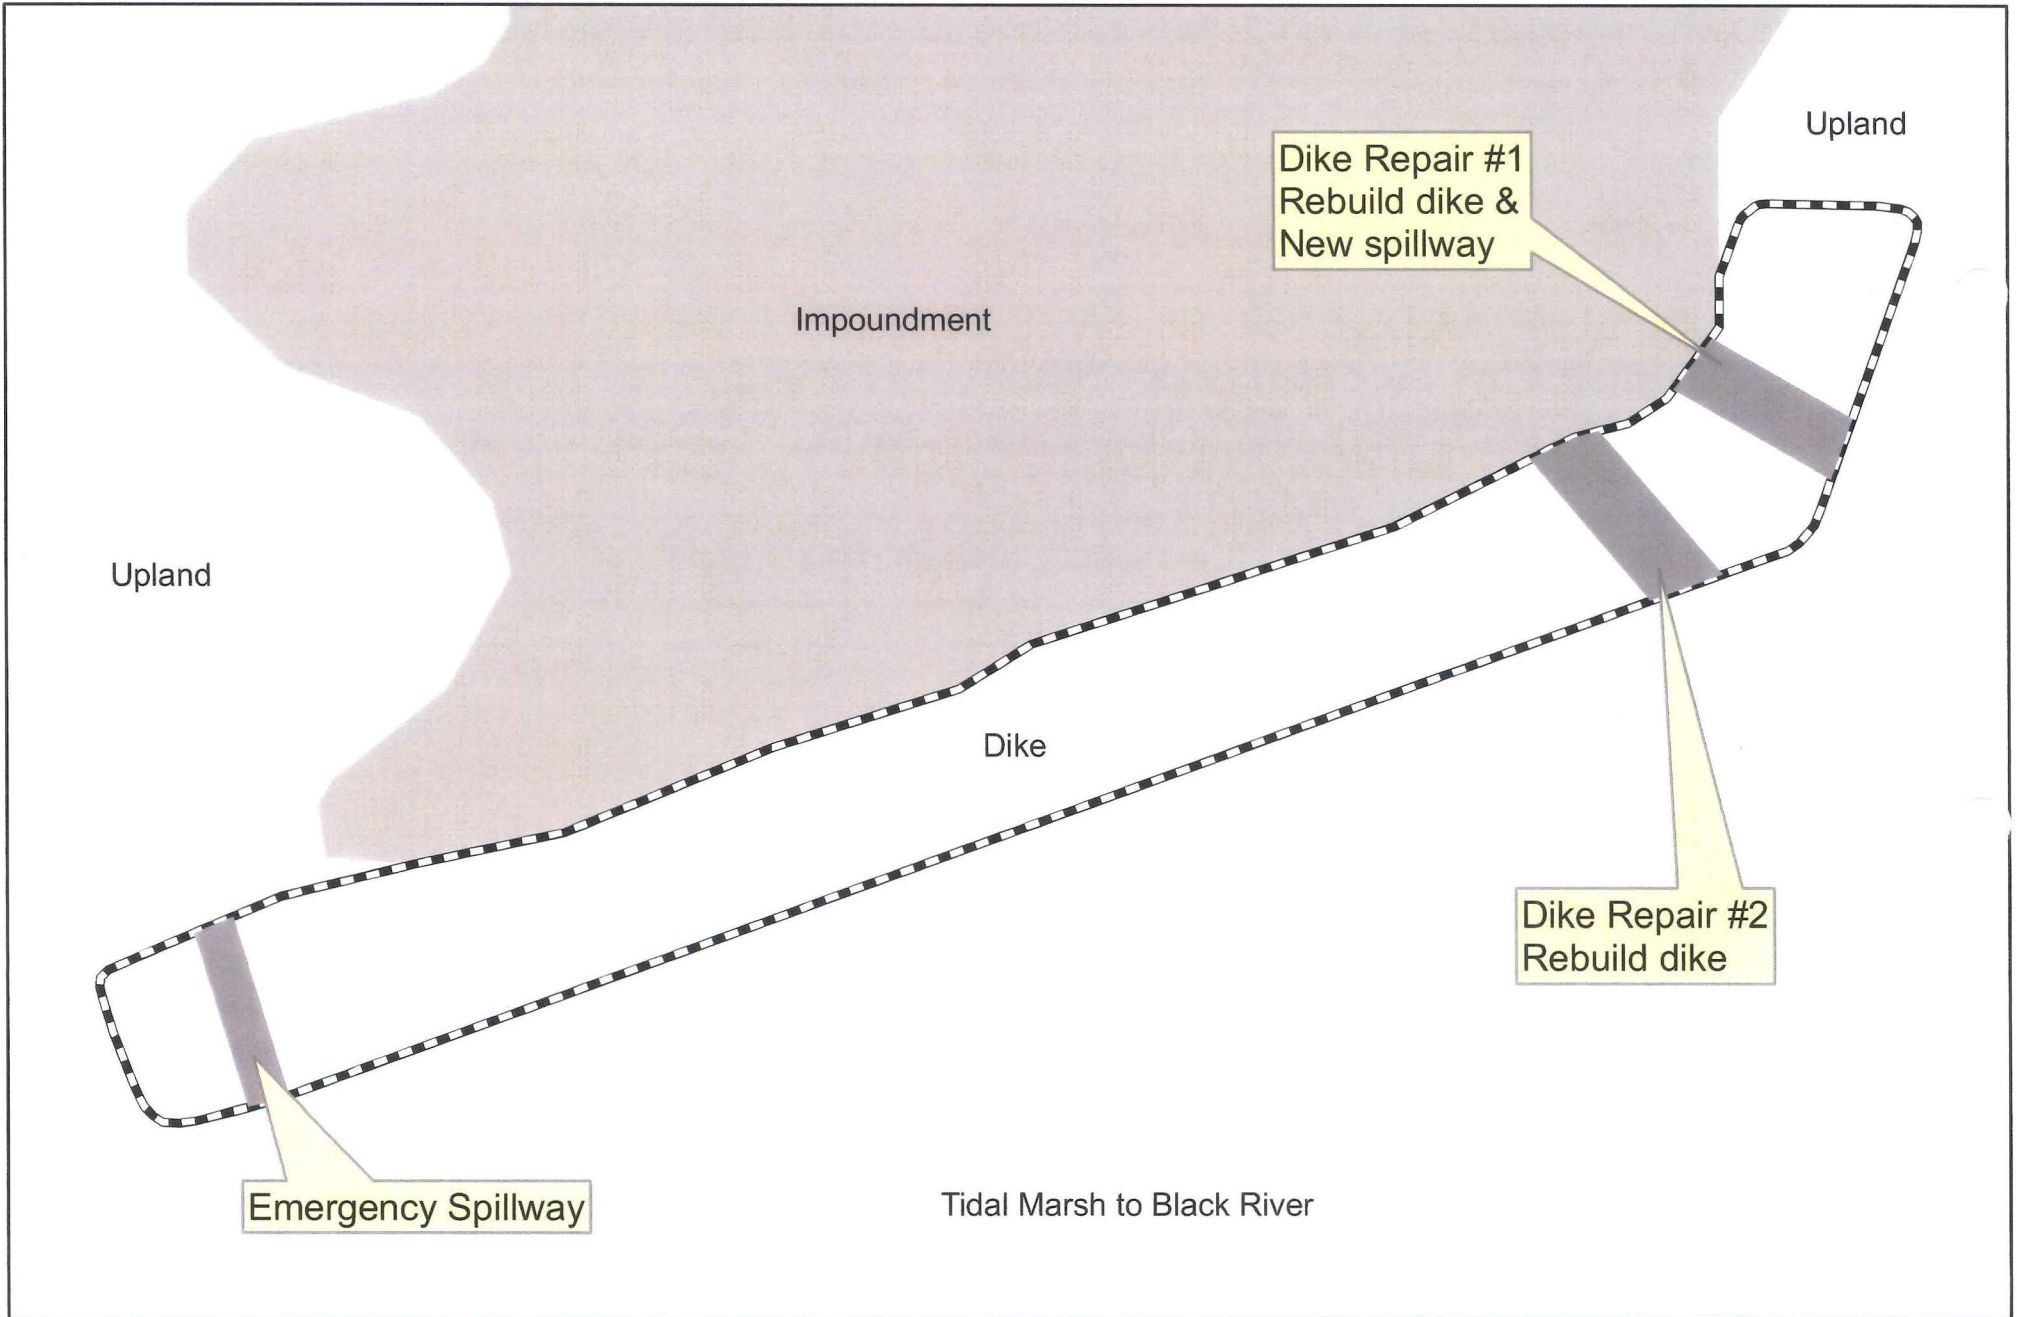 Upland
Dike Repair #1
Rebuild dike &
New spillway
Impoundment
Upland
Dike
Dike Repair #2
Rebuild dike
Emergency Spillway
Tidal Marsh to Black River